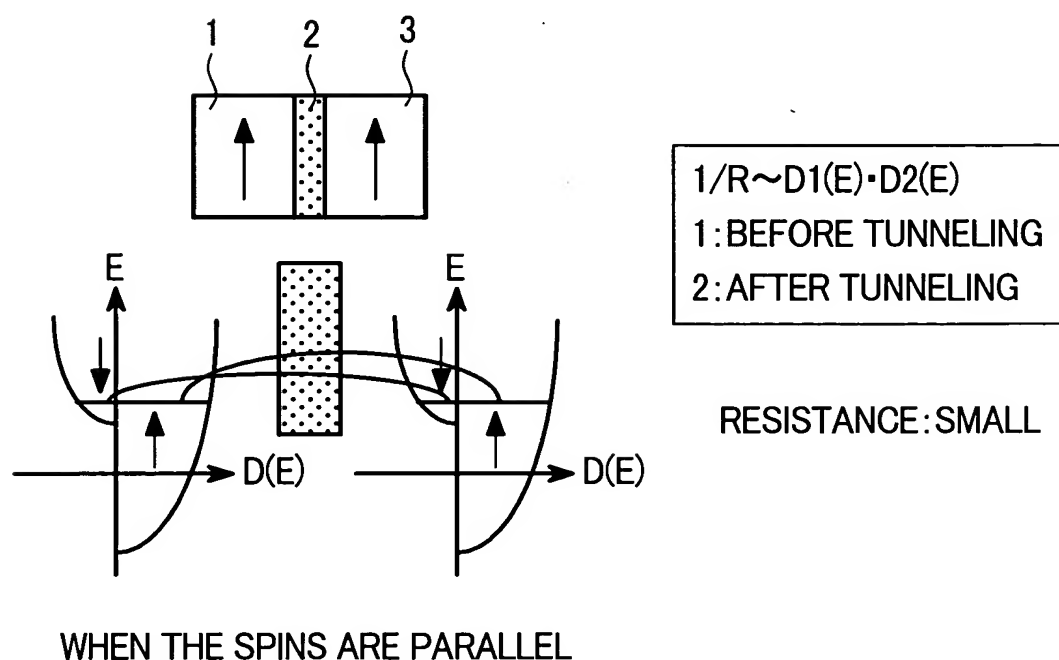 1 2 3
1/R~D1(E)·D2(E)
1:BEFORE TUNNELING
2:AFTER TUNNELING
E E
RESISTANCE:SMALL
D(E) D(E)
WHEN THE SPINS ARE PARALLEL